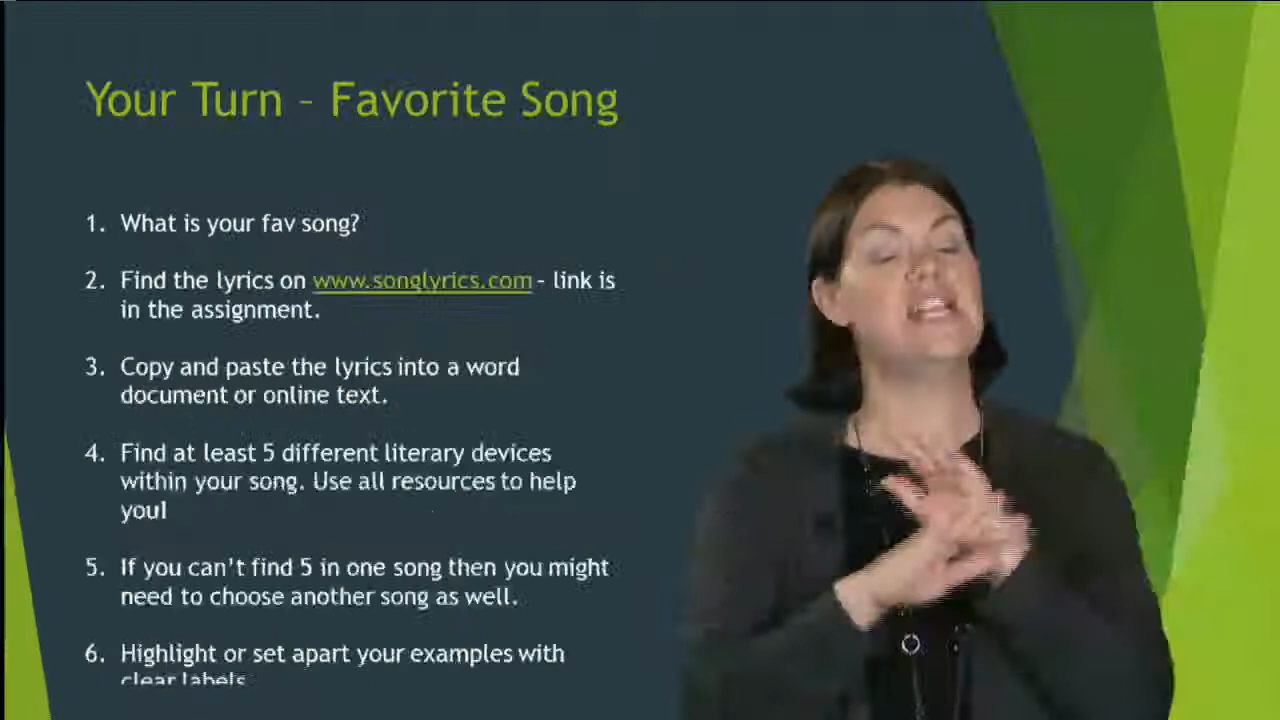 Your Turn – Favorite Song
1. What is your fav song?
2. Find the lyrics on www.songlyrics.com – link is
in the assignment.
3. Copy and paste the lyrics into a word
document or online text.
4. Find at least 5 different literary devices
within your song. Use all resources to help
you!
5. If you can't find 5 in one song then you might
need to choose another song as well.
6. Highlight or set apart your examples with
clear labels.